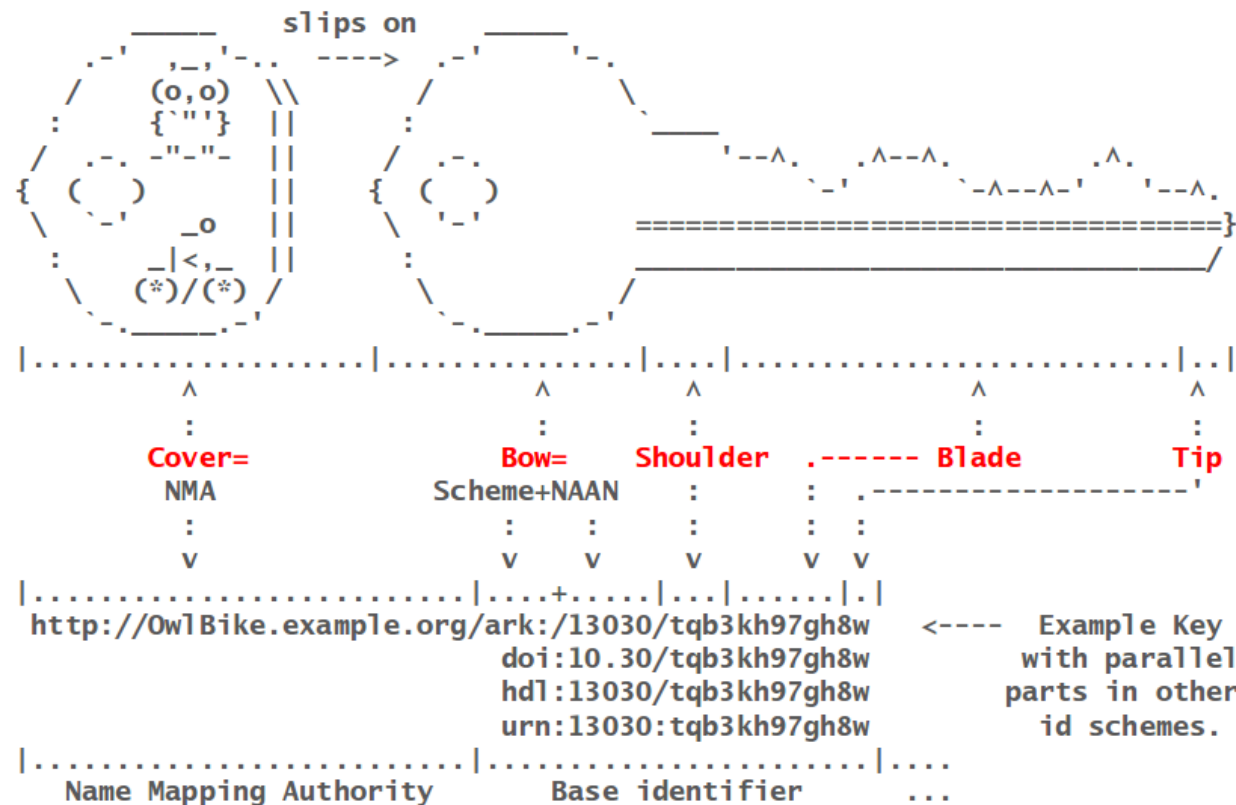 slips on
---->
(o,o)
Cover= Bow= Shoulder .------ Blade Tip
NMA Scheme+NAAN
http://OwlBike.example.org/ark:/13030/tqb3kh97gh8w <---- Example Key
doi:10.30/tqb3kh97gh8w with parallel
hdl:13030/tqb3kh97gh8w parts in other
urn:13030:tqb3kh97gh8w id schemes.
Name Mapping Authority Base identifier ...